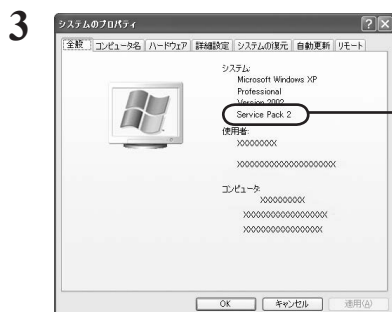 3
システムのプロパティ
全般 コンピュータ名 ハードウェア 詳細設定 システムの復元 自動更新 リモート
システム:
Microsoft Windows XP
Professional
Version 2002
Service Pack 2
使用者:
XXXXXXXX
XXXXXXXXXXXXXXXXXXXX
コンピュータ:
XXXXXXXXX
XXXXXXXXXXXXXXXXX
XXXXXXXXXXXXXXXX
OK キャンセル 適用(A)